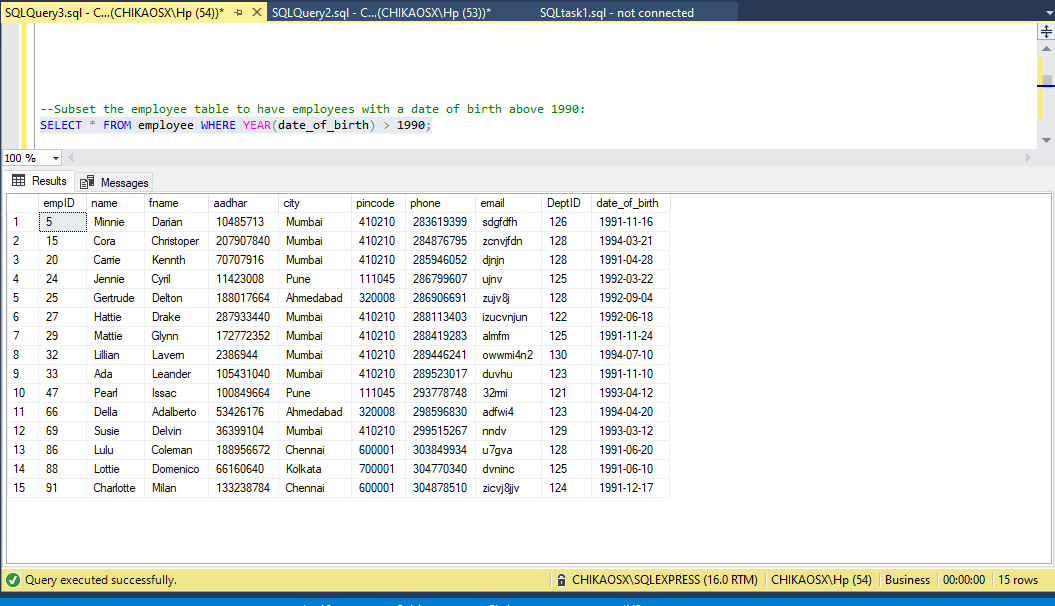 SQLQuery3.sql - C...(CHIKAOSX\Hp (54))* SQLQuery2.sql - C...(CHIKAOSX\Hp (53))* SQLtask1.sql - not connected
--Subset the employee table to have employees with a date of birth above 1990:
SELECT * FROM employee WHERE YEAR(date_of_birth) > 1990;
100 %
Results Messages
empID name fname aadhar city pincode phone email DeptID date_of_birth
1 5 Minnie Darian 10485713 Mumbai 410210 283619399 sdgfdfh 126 1991-11-16
2 15 Cora Christoper 207907840 Mumbai 410210 284876795 zcnvjfdn 128 1994-03-21
3 20 Carrie Kennth 70707916 Mumbai 410210 285946052 djnjn 128 1991-04-28
4 24 Jennie Cyril 11423008 Pune 111045 286799607 ujnv 125 1992-03-22
5 25 Gertrude Delton 188017664 Ahmedabad 320008 286906691 zujv8j 128 1992-09-04
6 27 Hattie Drake 287933440 Mumbai 410210 288113403 izucvnjun 122 1992-06-18
7 29 Mattie Glynn 172772352 Mumbai 410210 288419283 almfm 125 1991-11-24
8 32 Lillian Lavern 2386944 Mumbai 410210 289446241 owwmi4n2 130 1994-07-10
9 33 Ada Leander 105431040 Mumbai 410210 289523017 duvhu 123 1991-11-10
10 47 Pearl Issac 100849664 Pune 111045 293778748 32rmi 121 1993-04-12
11 66 Della Adalberto 53426176 Ahmedabad 320008 298596830 adfwi4 123 1994-04-20
12 69 Susie Delvin 36399104 Mumbai 410210 299515267 nndv 129 1993-03-12
13 86 Lulu Coleman 188956672 Chennai 600001 303849934 u7gva 128 1991-06-20
14 88 Lottie Domenico 66160640 Kolkata 700001 304770340 dvninc 125 1991-06-10
15 91 Charlotte Milan 133238784 Chennai 600001 304878510 zicvj8jjv 124 1991-12-17
Query executed successfully. CHIKAOSX\SQLEXPRESS (16.0 RTM) CHIKAOSX\Hp (54) Business 00:00:00 15 rows